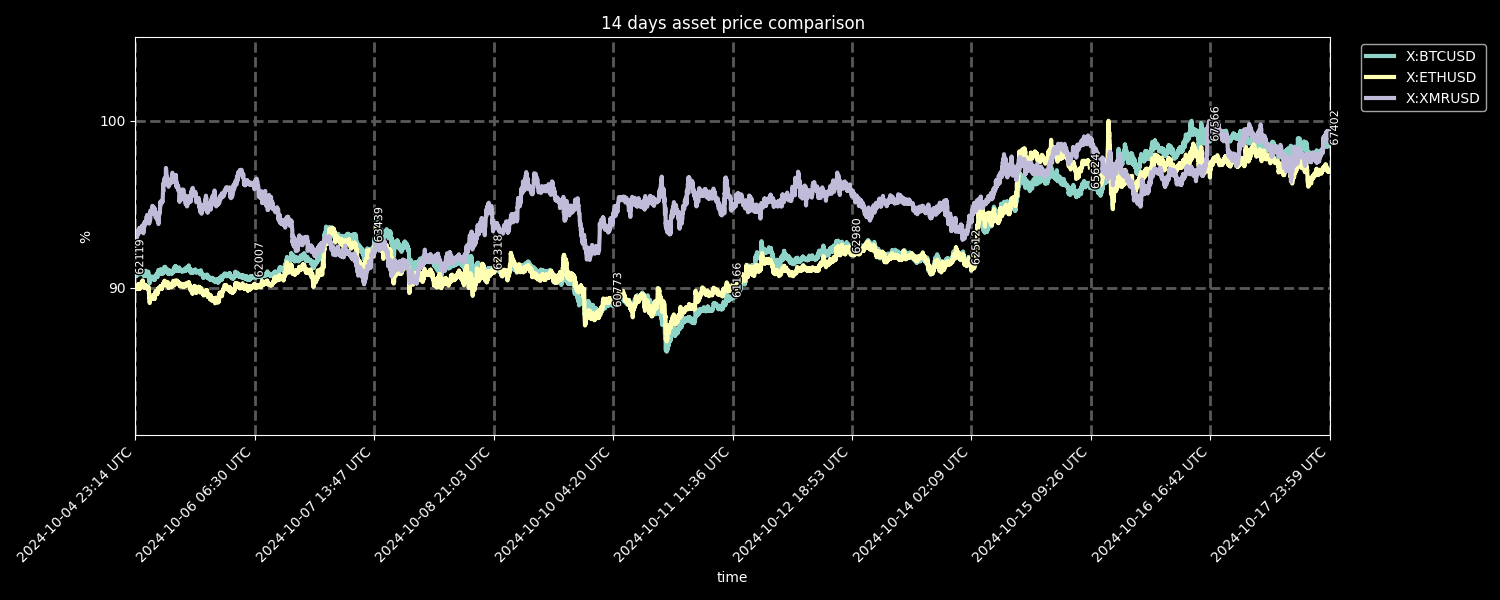 14 days asset price comparison
X:BTCUSD
X:ETHUSD
X:XMRUSD
100
90
%
62119
62007
63439
62318
60773
61166
62980
62512
65624
67566
67402
2024-10-04 23:14 UTC
2024-10-06 06:30 UTC
2024-10-07 13:47 UTC
2024-10-08 21:03 UTC
2024-10-10 04:20 UTC
2024-10-11 11:36 UTC
2024-10-12 18:53 UTC
2024-10-14 02:09 UTC
2024-10-15 09:26 UTC
2024-10-16 16:42 UTC
2024-10-17 23:59 UTC
time